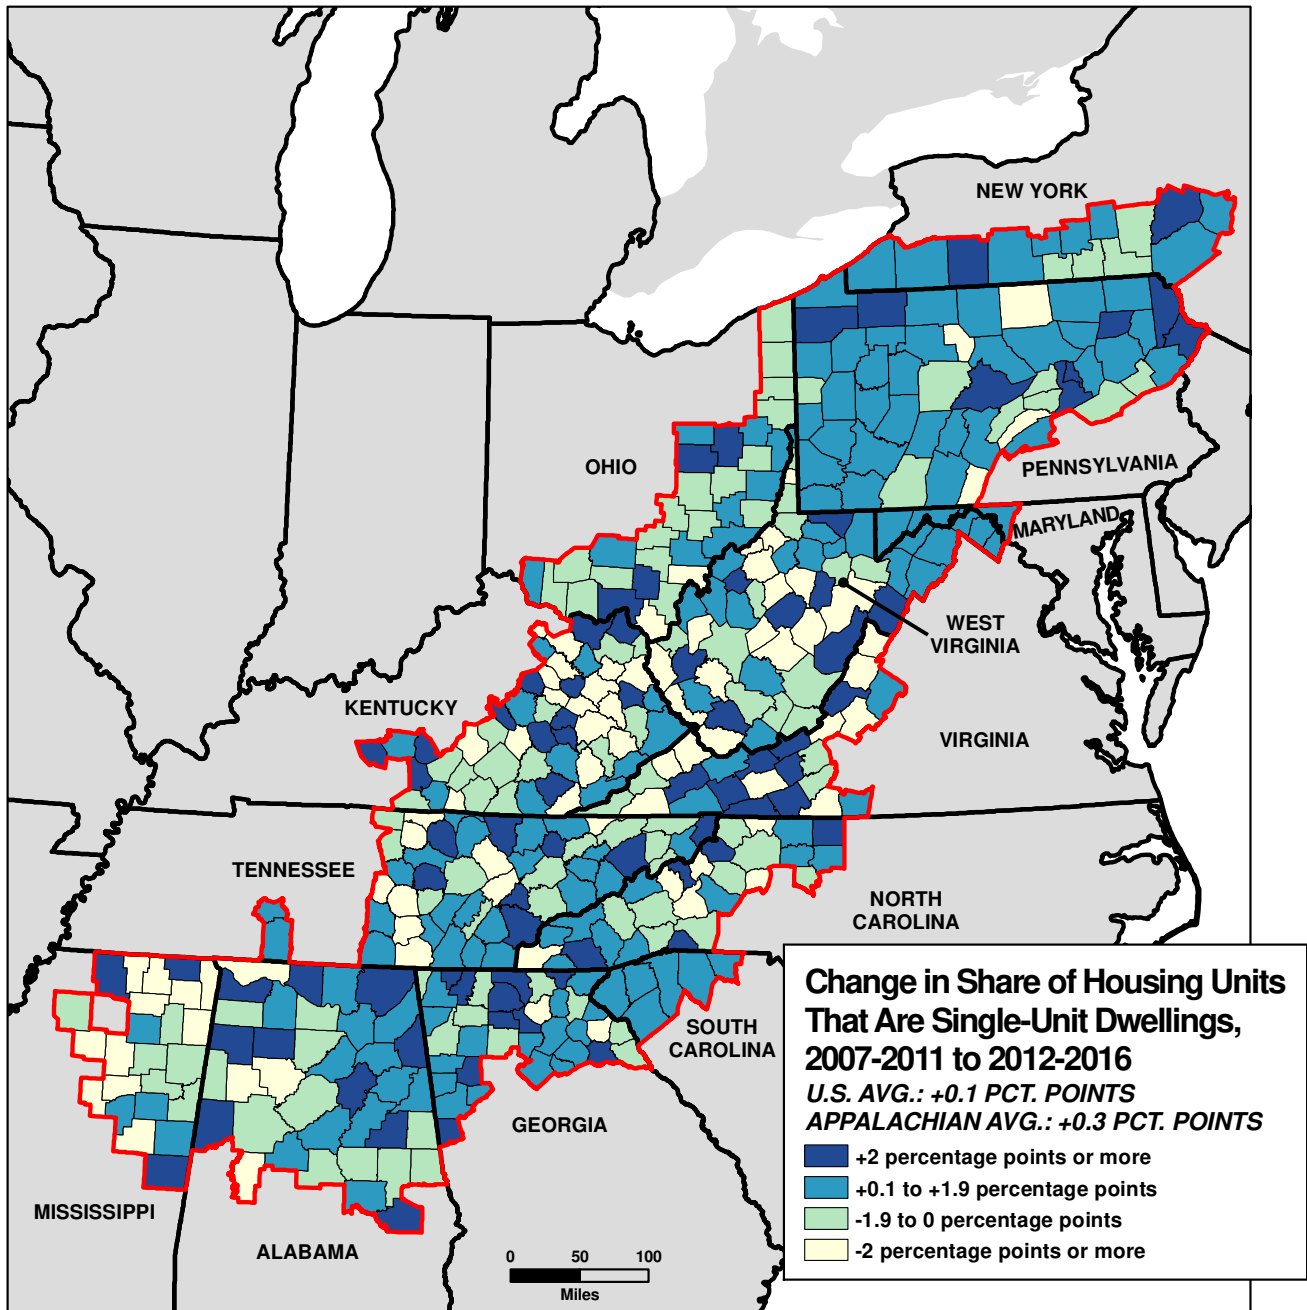 NEW YORK
OHIO
PENNSYLVANIA
MARYLAND
WEST
VIRGINIA
KENTUCKY
VIRGINIA
TENNESSEE
NORTH
CAROLINA
SOUTH
CAROLINA
GEORGIA
MISSISSIPPI
ALABAMA
0 50 100
Miles
Change in Share of Housing Units
That Are Single-Unit Dwellings,
2007-2011 to 2012-2016
U.S. AVG.: +0.1 PCT. POINTS
APPALACHIAN AVG.: +0.3 PCT. POINTS
+2 percentage points or more
+0.1 to +1.9 percentage points
-1.9 to 0 percentage points
-2 percentage points or more